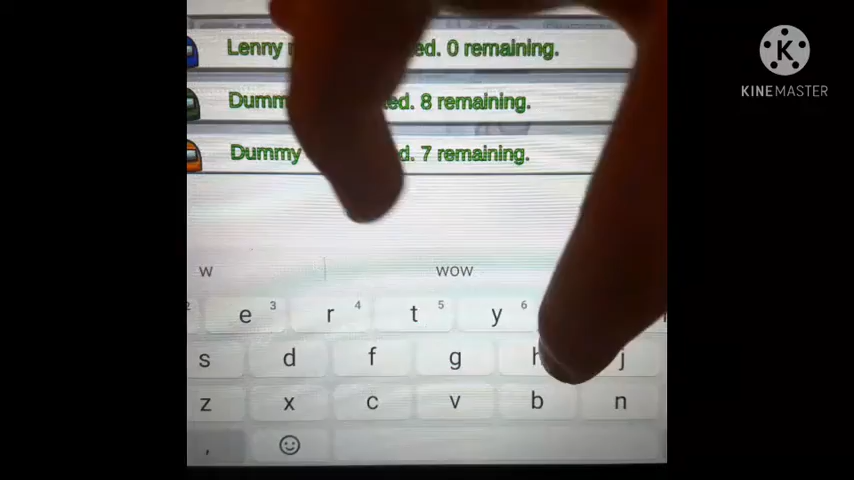 Lenny ed. 0 remaining.
Dumm ed. 8 remaining.
Dummy d. 7 remaining.
KINEMASTER
w wow
3 4 5 6
e r t y
s d f g h j
z x c v b n
,